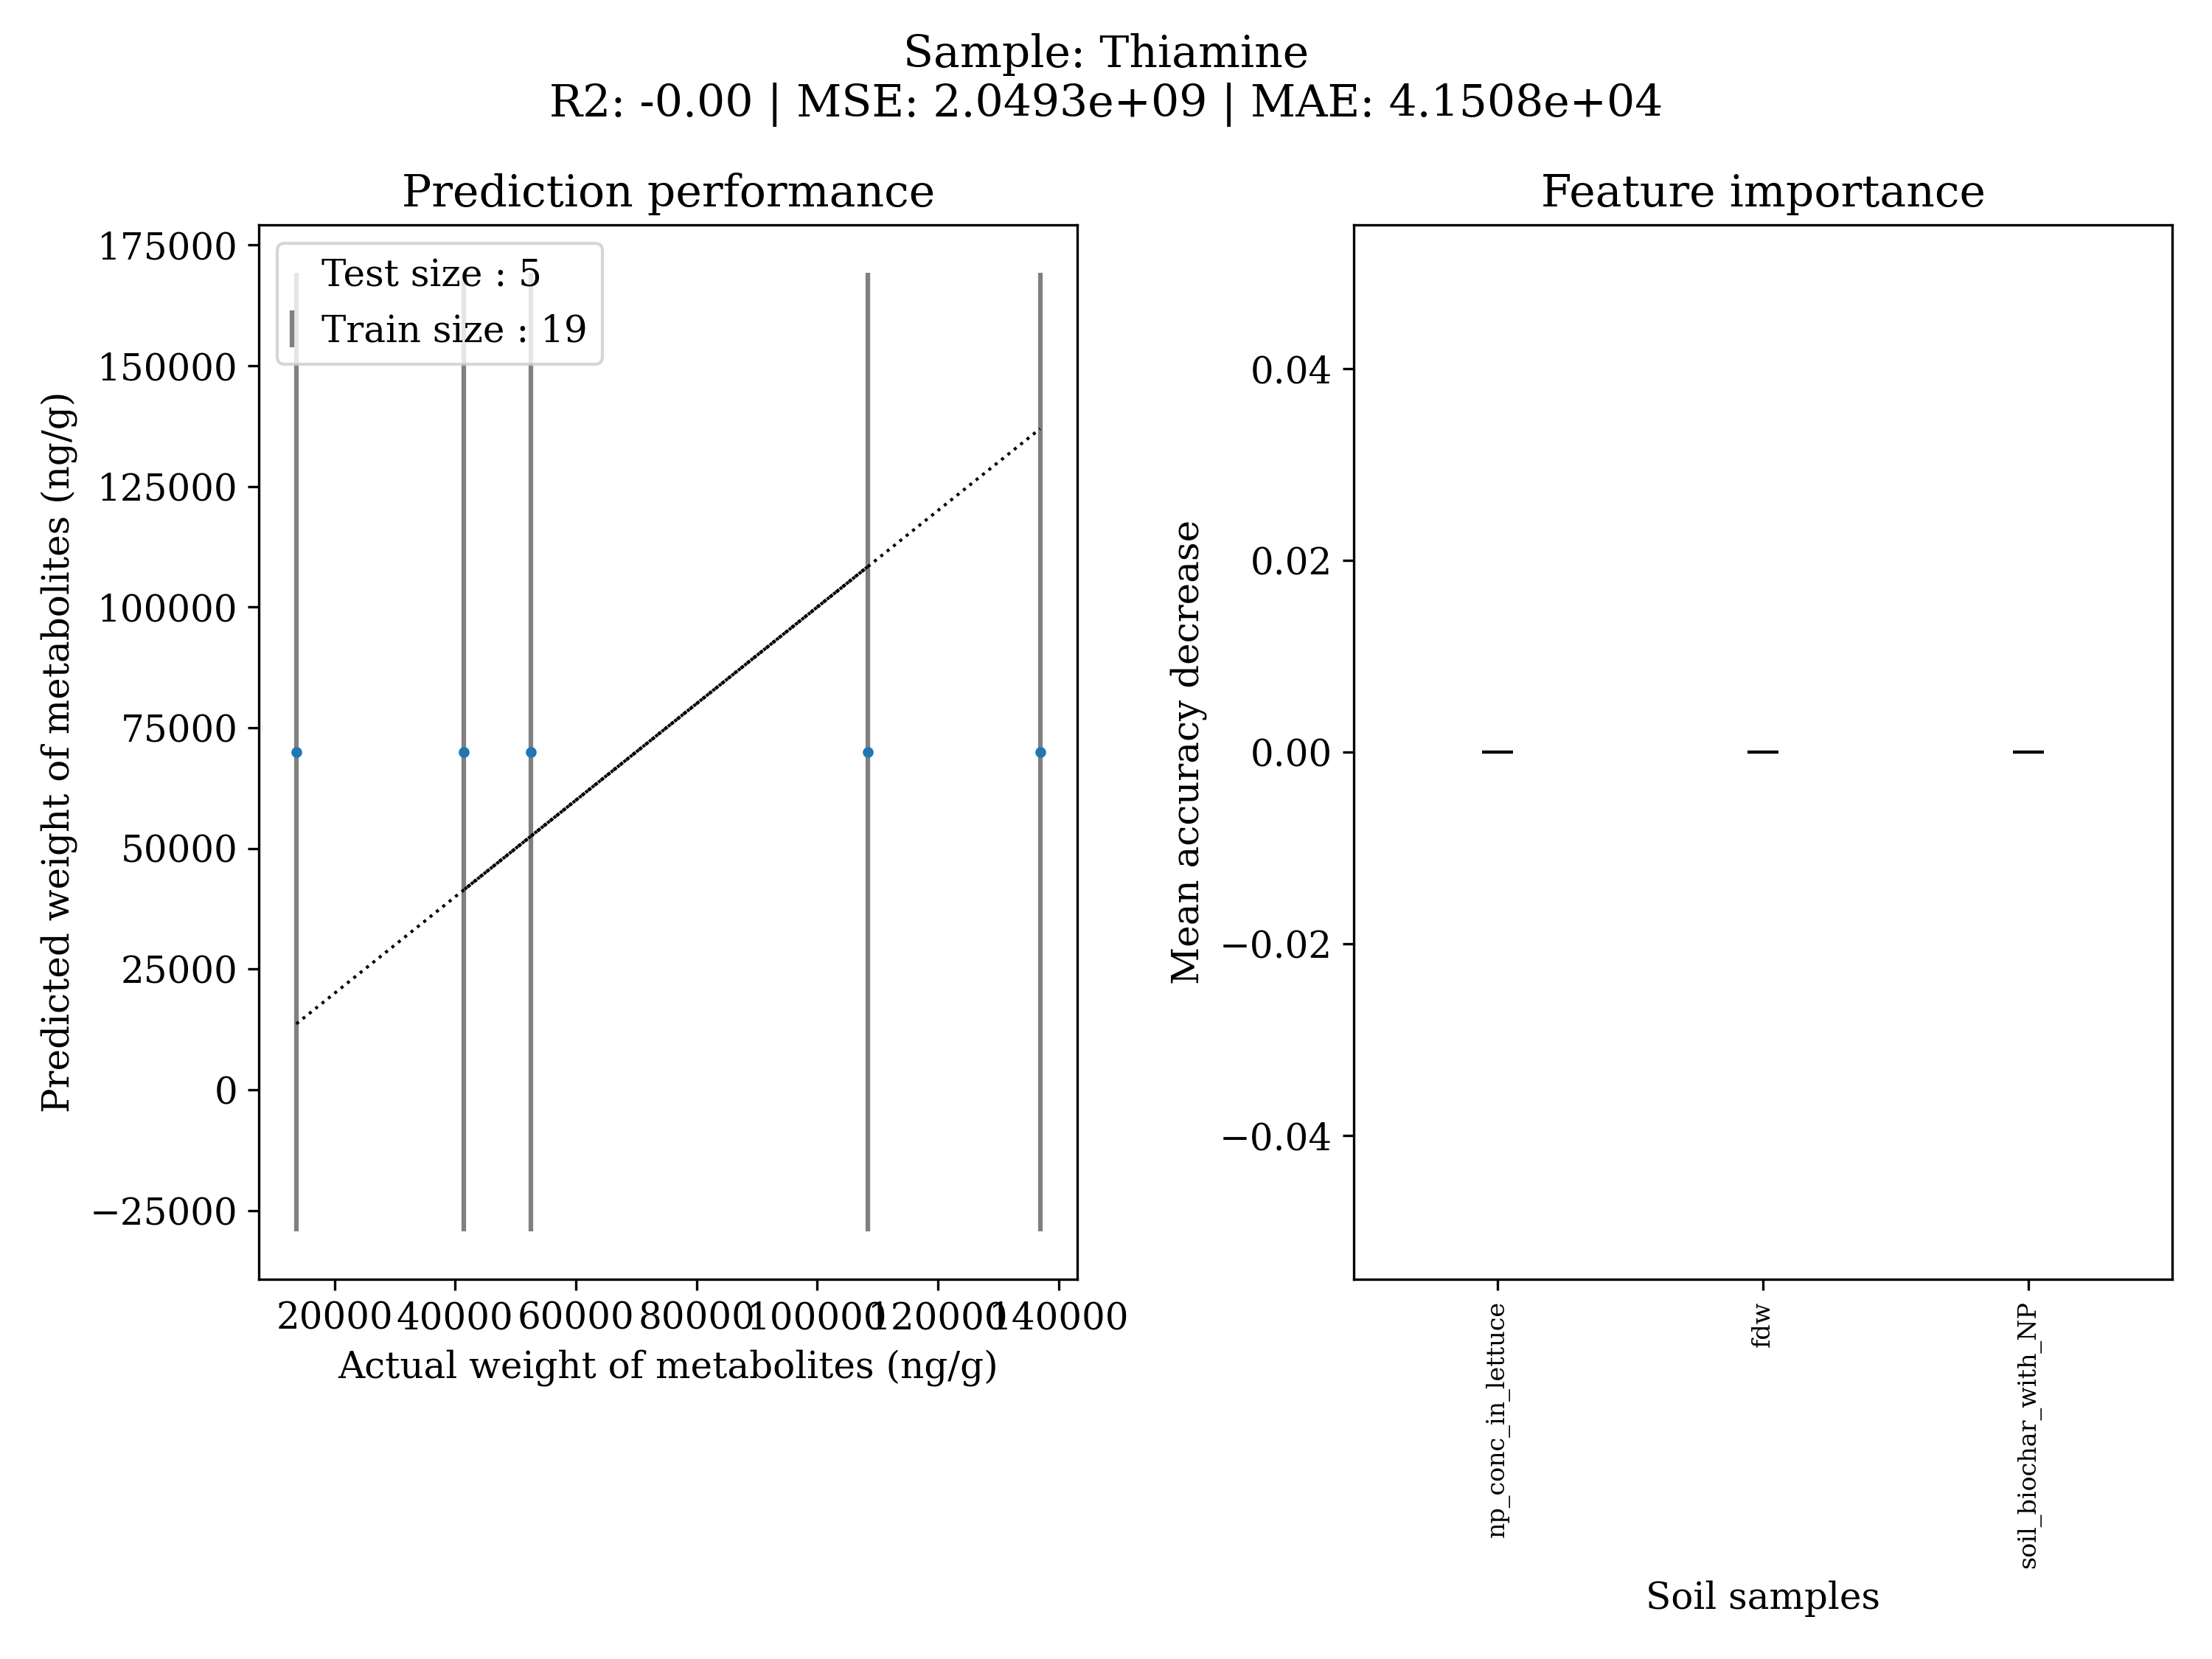 Sample: Thiamine
R2: -0.00 | MSE: 2.0493e+09 | MAE: 4.1508e+04
Prediction performance
Test size : 5
Train size : 19
175000
150000
125000
100000
75000
50000
25000
0
−25000
Predicted weight of metabolites (ng/g)
20000 40000 60000 80000 100000 120000 140000
Actual weight of metabolites (ng/g)
Feature importance
0.04
0.02
0.00
−0.02
−0.04
Mean accuracy decrease
np_conc_in_lettuce
fdw
soil_biochar_with_NP
Soil samples